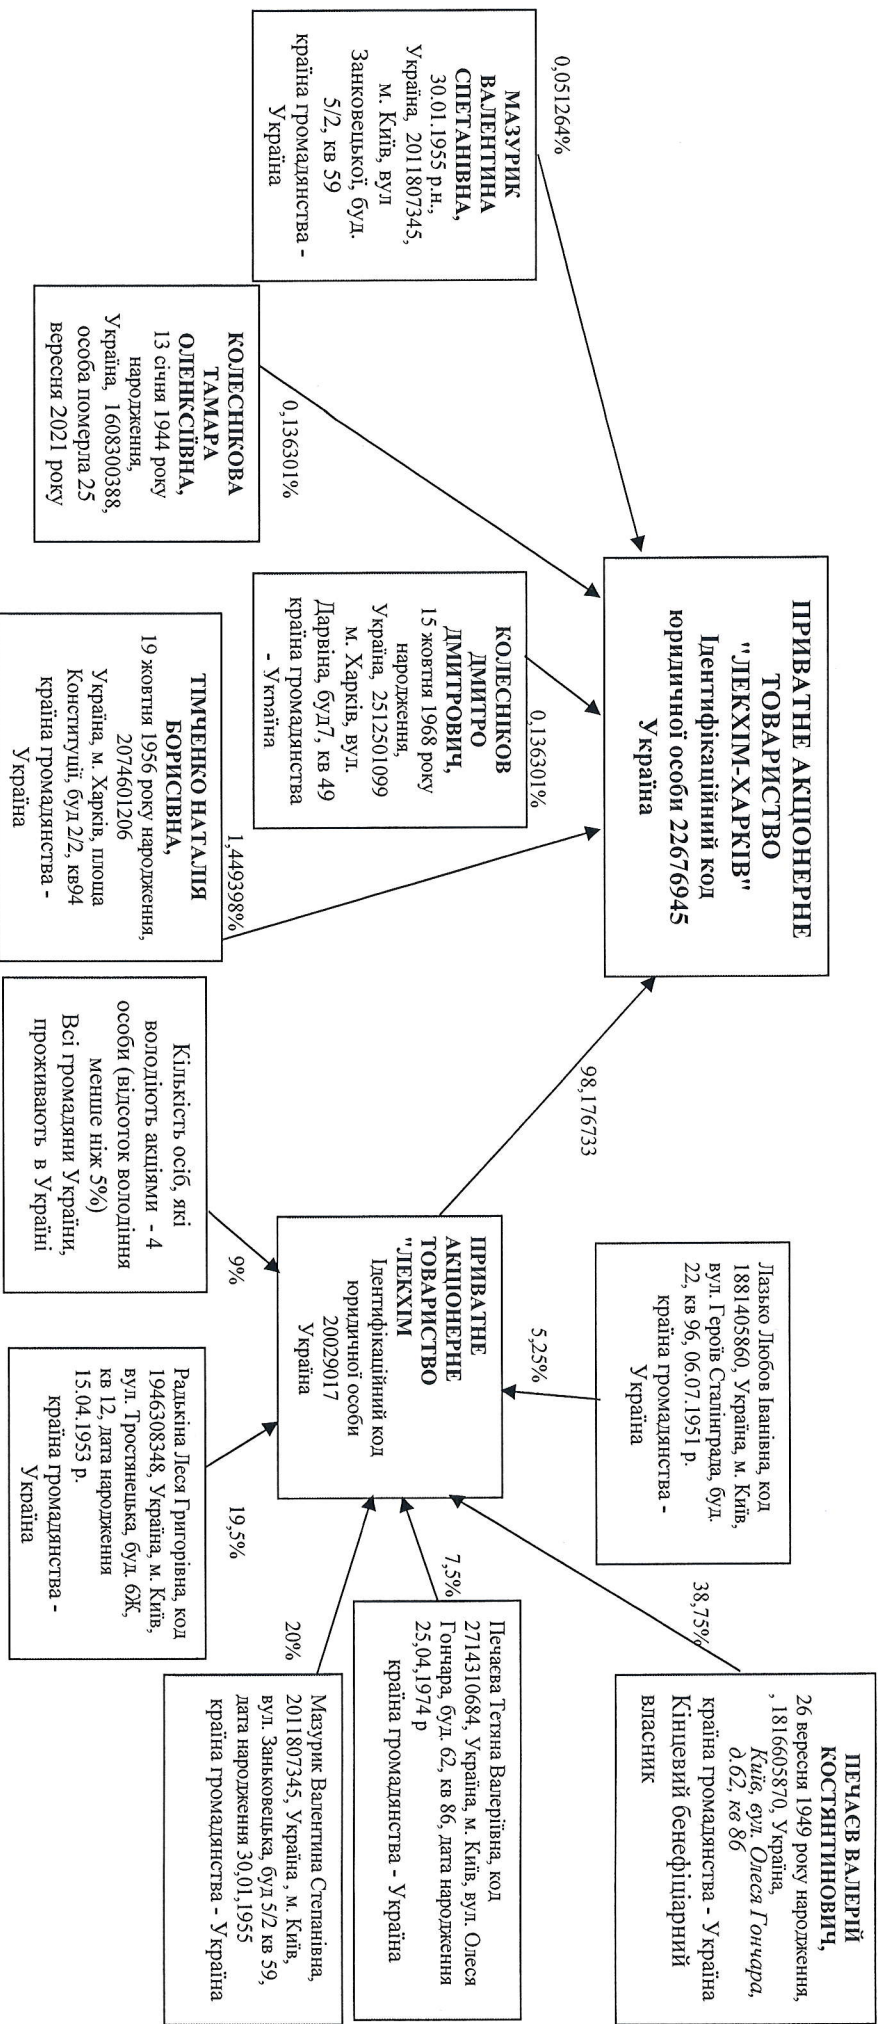 ПРИВАТНЕ АКЦІОНЕРНЕ
ТОВАРИСТВО
"ЛЕКХІМ-ХАРКІВ"
Ідентифікаційний код
юридичної особи 22676945
Україна
0,051264%
МАЗУРИК
ВАЛЕНТИНА
СПЕТАНІВНА,
30.01.1955 р.н.,
Україна, 2011807345,
м. Київ, вул
Занковецької, буд.
5/2, кв 59
країна громадянства -
Україна
0,136301%
КОЛЕСНІКОВА
ТАМАРА
ОЛЕНКСІЇВНА,
13 січня 1944 року
народження,
Україна, 1608300388,
особа померла 25
вересня 2021 року
0,136301%
КОЛЕСНІКОВ
ДМИТРО
ДМИТРОВИЧ,
15 жовтня 1968 року
народження,
Україна, 2512501099
м. Харків, вул.
Дарвіна, буд7, кв 49
країна громадянства
- Україна
1,449398%
ТІМЧЕНКО НАТАЛІЯ
БОРИСІВНА,
19 жовтня 1956 року народження,
2074601206
Україна, м. Харків, площа
Конституції, буд 2/2, кв94
країна громадянства -
Україна
98,176733
ПРИВАТНЕ
АКЦІОНЕРНЕ
ТОВАРИСТВО
"ЛЕКХІМ
Ідентифікаційний код
юридичної особи
20029017
Україна
5,25%
Лазько Любов Іванівна, код
1881405860, Україна, м. Київ,
вул. Героїв Сталінграда, буд.
22, кв 96, 06.07.1951 р.
країна громадянства -
Україна
38,75%
ПЕЧАЄВ ВАЛЕРІЙ
КОСТЯНТИНОВИЧ,
26 вересня 1949 року народження,
, 1816605870, Україна,
Київ, вул. Олеся Гончара,
д.62, кв 86
країна громадянства - Україна
Кінцевий бенефіціарний
власник
7,5%
Печаєва Тетяна Валеріївна, код
2714310684, Україна, м. Київ, вул. Олеся
Гончара, буд. 62, кв 86, дата народження
25,04,1974 р
країна громадянства - Україна
20%
Мазурик Валентина Степанівна,
2011807345, Україна , м. Київ,
вул. Заньковецька, буд 5/2 кв 59,
дата народження 30,01,1955
країна громадянства - Україна
19,5%
Радькіна Леся Григорівна, код
1946308348, Україна, м. Київ,
вул. Тростянецька, буд. 6Ж,
кв 12, дата народження
15.04.1953 р.
країна громадянства -
Україна
9%
Кількість осіб, які
володіють акціями - 4
особи (відсоток володіння
менше ніж 5%)
Всі громадяни України,
проживають в Україні